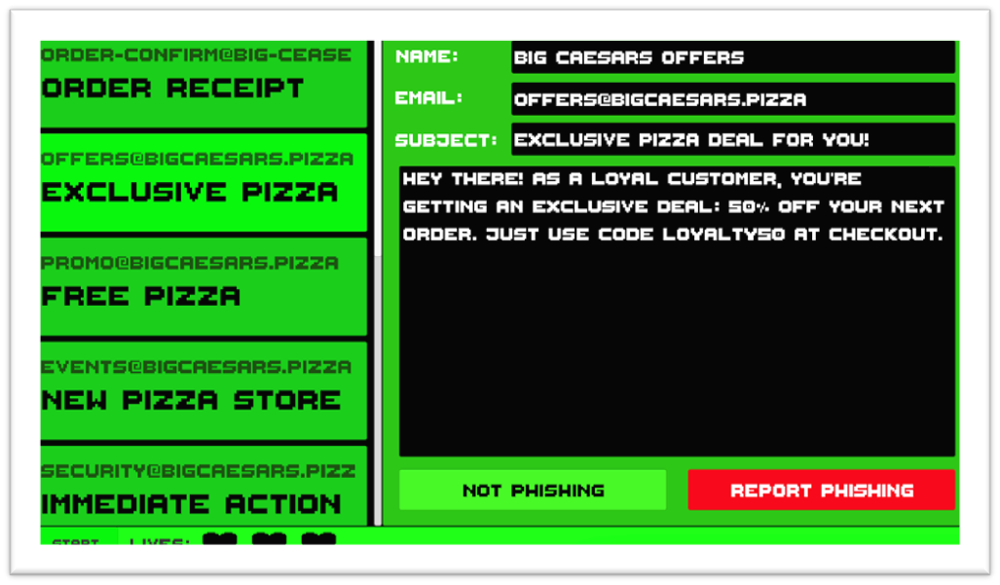 ORDER-CONFIRM@BIG-CEASE
ORDER RECEIPT
OFFERS@BIGCAESARS.PIZZA
EXCLUSIVE PIZZA
PROMO@BIGCAESARS.PIZZA
FREE PIZZA
EVENTS@BIGCAESARS.PIZZA
NEW PIZZA STORE
SECURITY@BIGCAESARS.PIZZ
IMMEDIATE ACTION
NAME: BIG CAESARS OFFERS
EMAIL: OFFERS@BIGCAESARS.PIZZA
SUBJECT: EXCLUSIVE PIZZA DEAL FOR YOU!
HEY THERE! AS A LOYAL CUSTOMER, YOU'RE
GETTING AN EXCLUSIVE DEAL: 50% OFF YOUR NEXT
ORDER. JUST USE CODE LOYALTY50 AT CHECKOUT.
NOT PHISHING REPORT PHISHING
START LIVES: